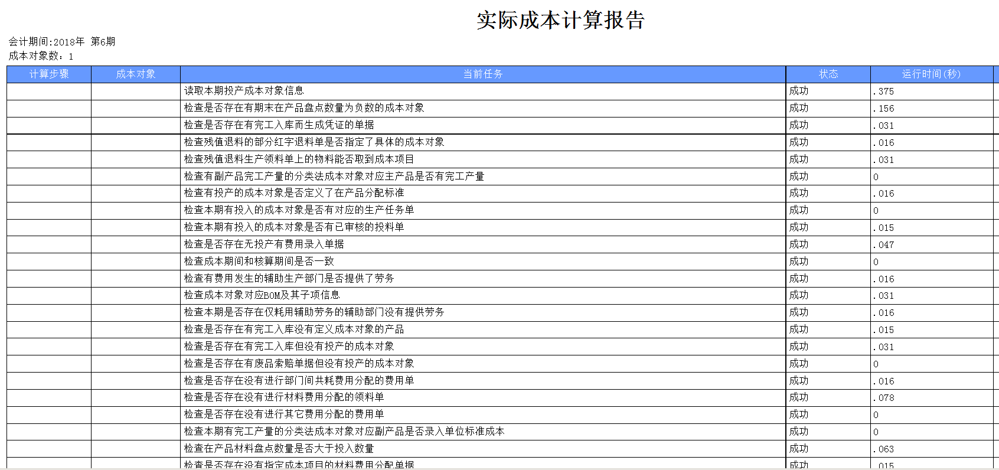 实际成本计算报告
会计期间:2018年 第6期
成本对象数：1
计算步骤 成本对象 当前任务 状态 运行时间(秒)
读取本期投产成本对象信息 成功 .375
检查是否存在有期末在产品盘点数量为负数的成本对象 成功 .156
检查是否存在有完工入库而生成凭证的单据 成功 .031
检查残值退料的部分红字退料单是否指定了具体的成本对象 成功 .016
检查残值退料生产领料单上的物料能否取到成本项目 成功 .031
检查有副产品完工产量的分类法成本对象对应主产品是否有完工产量 成功 0
检查有投产的成本对象是否定义了在产品分配标准 成功 .016
检查本期有投入的成本对象是否有对应的生产任务单 成功 0
检查本期有投入的成本对象是否有已审核的投料单 成功 .015
检查是否存在无投产有费用录入单据 成功 .047
检查成本期间和核算期间是否一致 成功 0
检查有费用发生的辅助生产部门是否提供了劳务 成功 .016
检查成本对象对应BOM及其子项信息 成功 .031
检查本期是否存在仅耗用辅助劳务的辅助部门没有提供劳务 成功 .016
检查是否存在有完工入库没有定义成本对象的产品 成功 .015
检查是否存在有完工入库但没有投产的成本对象 成功 .031
检查是否存在有废品索赔单据但没有投产的成本对象 成功 0
检查是否存在没有进行部门间共耗费用分配的费用单 成功 .016
检查是否存在没有进行材料费用分配的领料单 成功 .078
检查是否存在没有进行其它费用分配的费用单 成功 0
检查本期有完工产量的分类法成本对象对应副产品是否录入单位标准成本 成功 0
检查在产品材料盘点数量是否大于投入数量 成功 .063
检查是否存在没有指定成本项目的材料费用分配单据 成功 .015